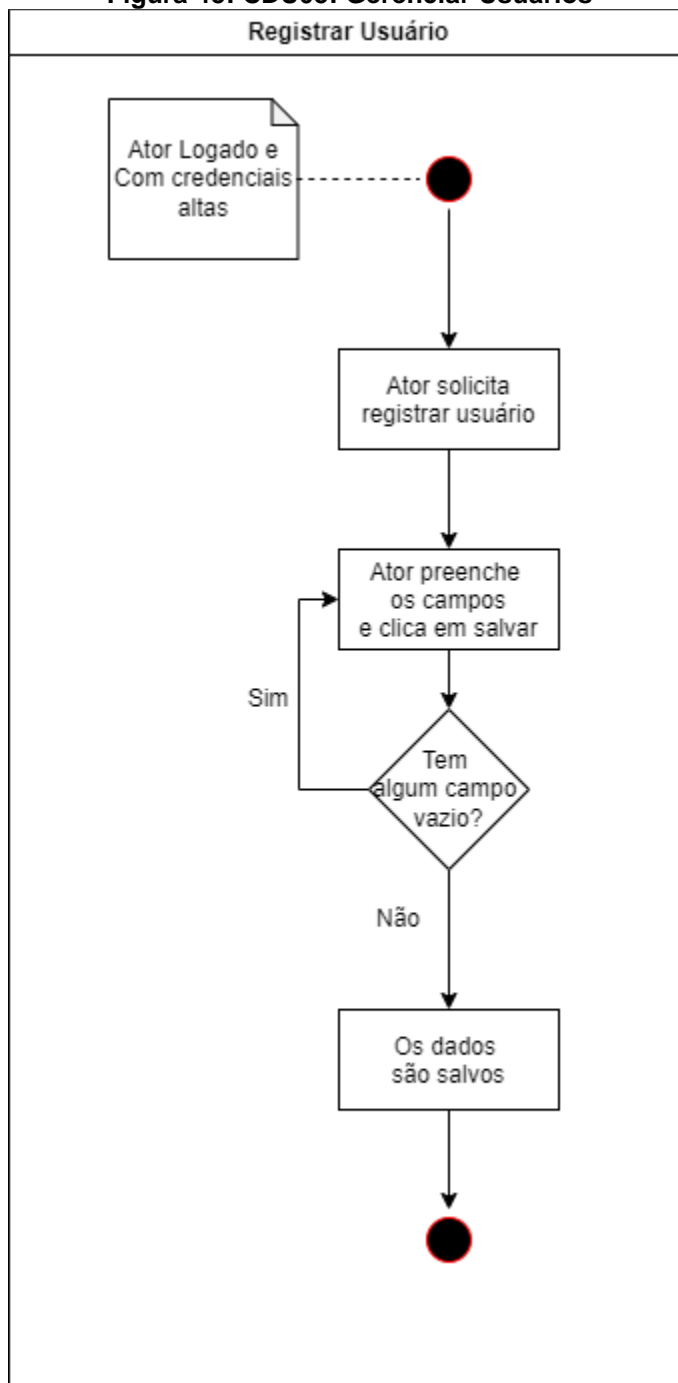 Registrar Usuário
Ator Logado e
Com credenciais
altas
Ator solicita
registrar usuário
Ator preenche
os campos
e clica em salvar
Sim
Tem
algum campo
vazio?
Não
Os dados
são salvos